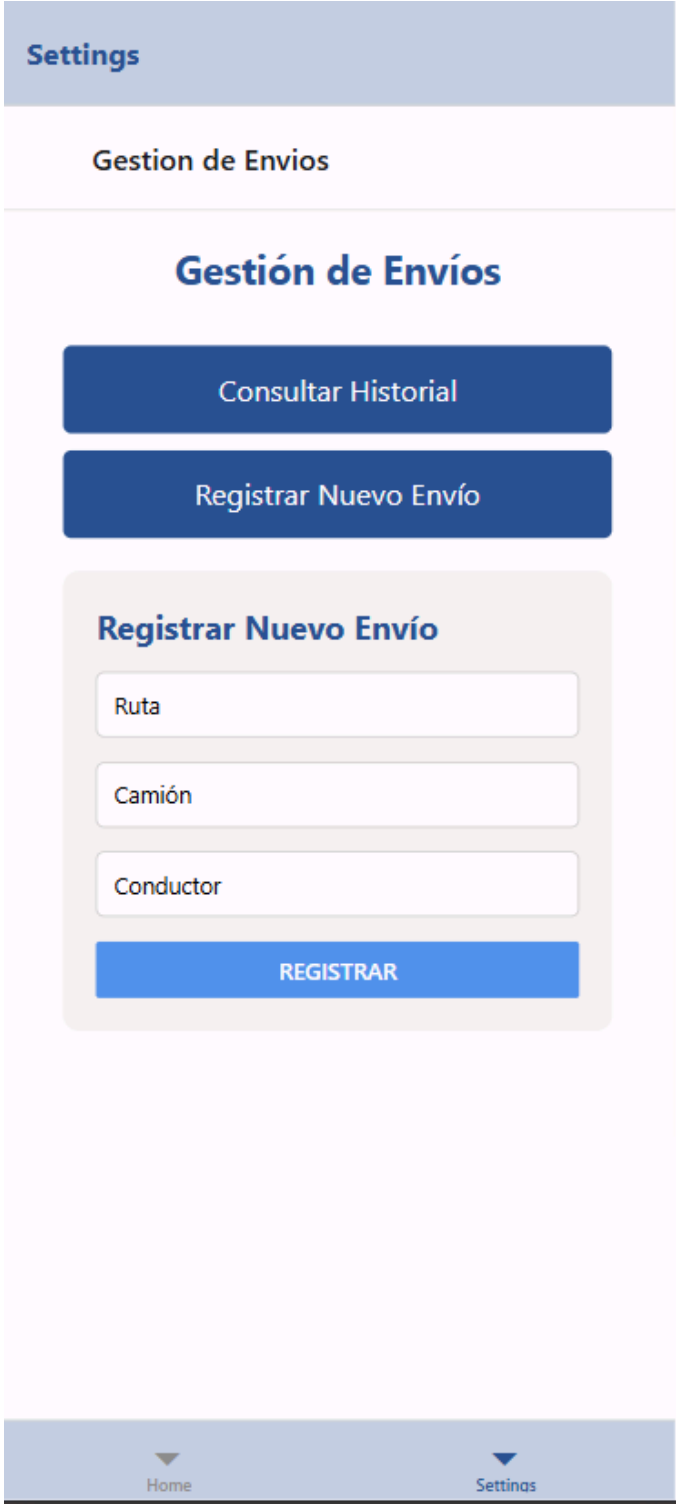 Settings
Gestion de Envios
Gestión de Envíos
Consultar Historial
Registrar Nuevo Envío
Registrar Nuevo Envío
Ruta
Camión
Conductor
REGISTRAR
Home
Settings